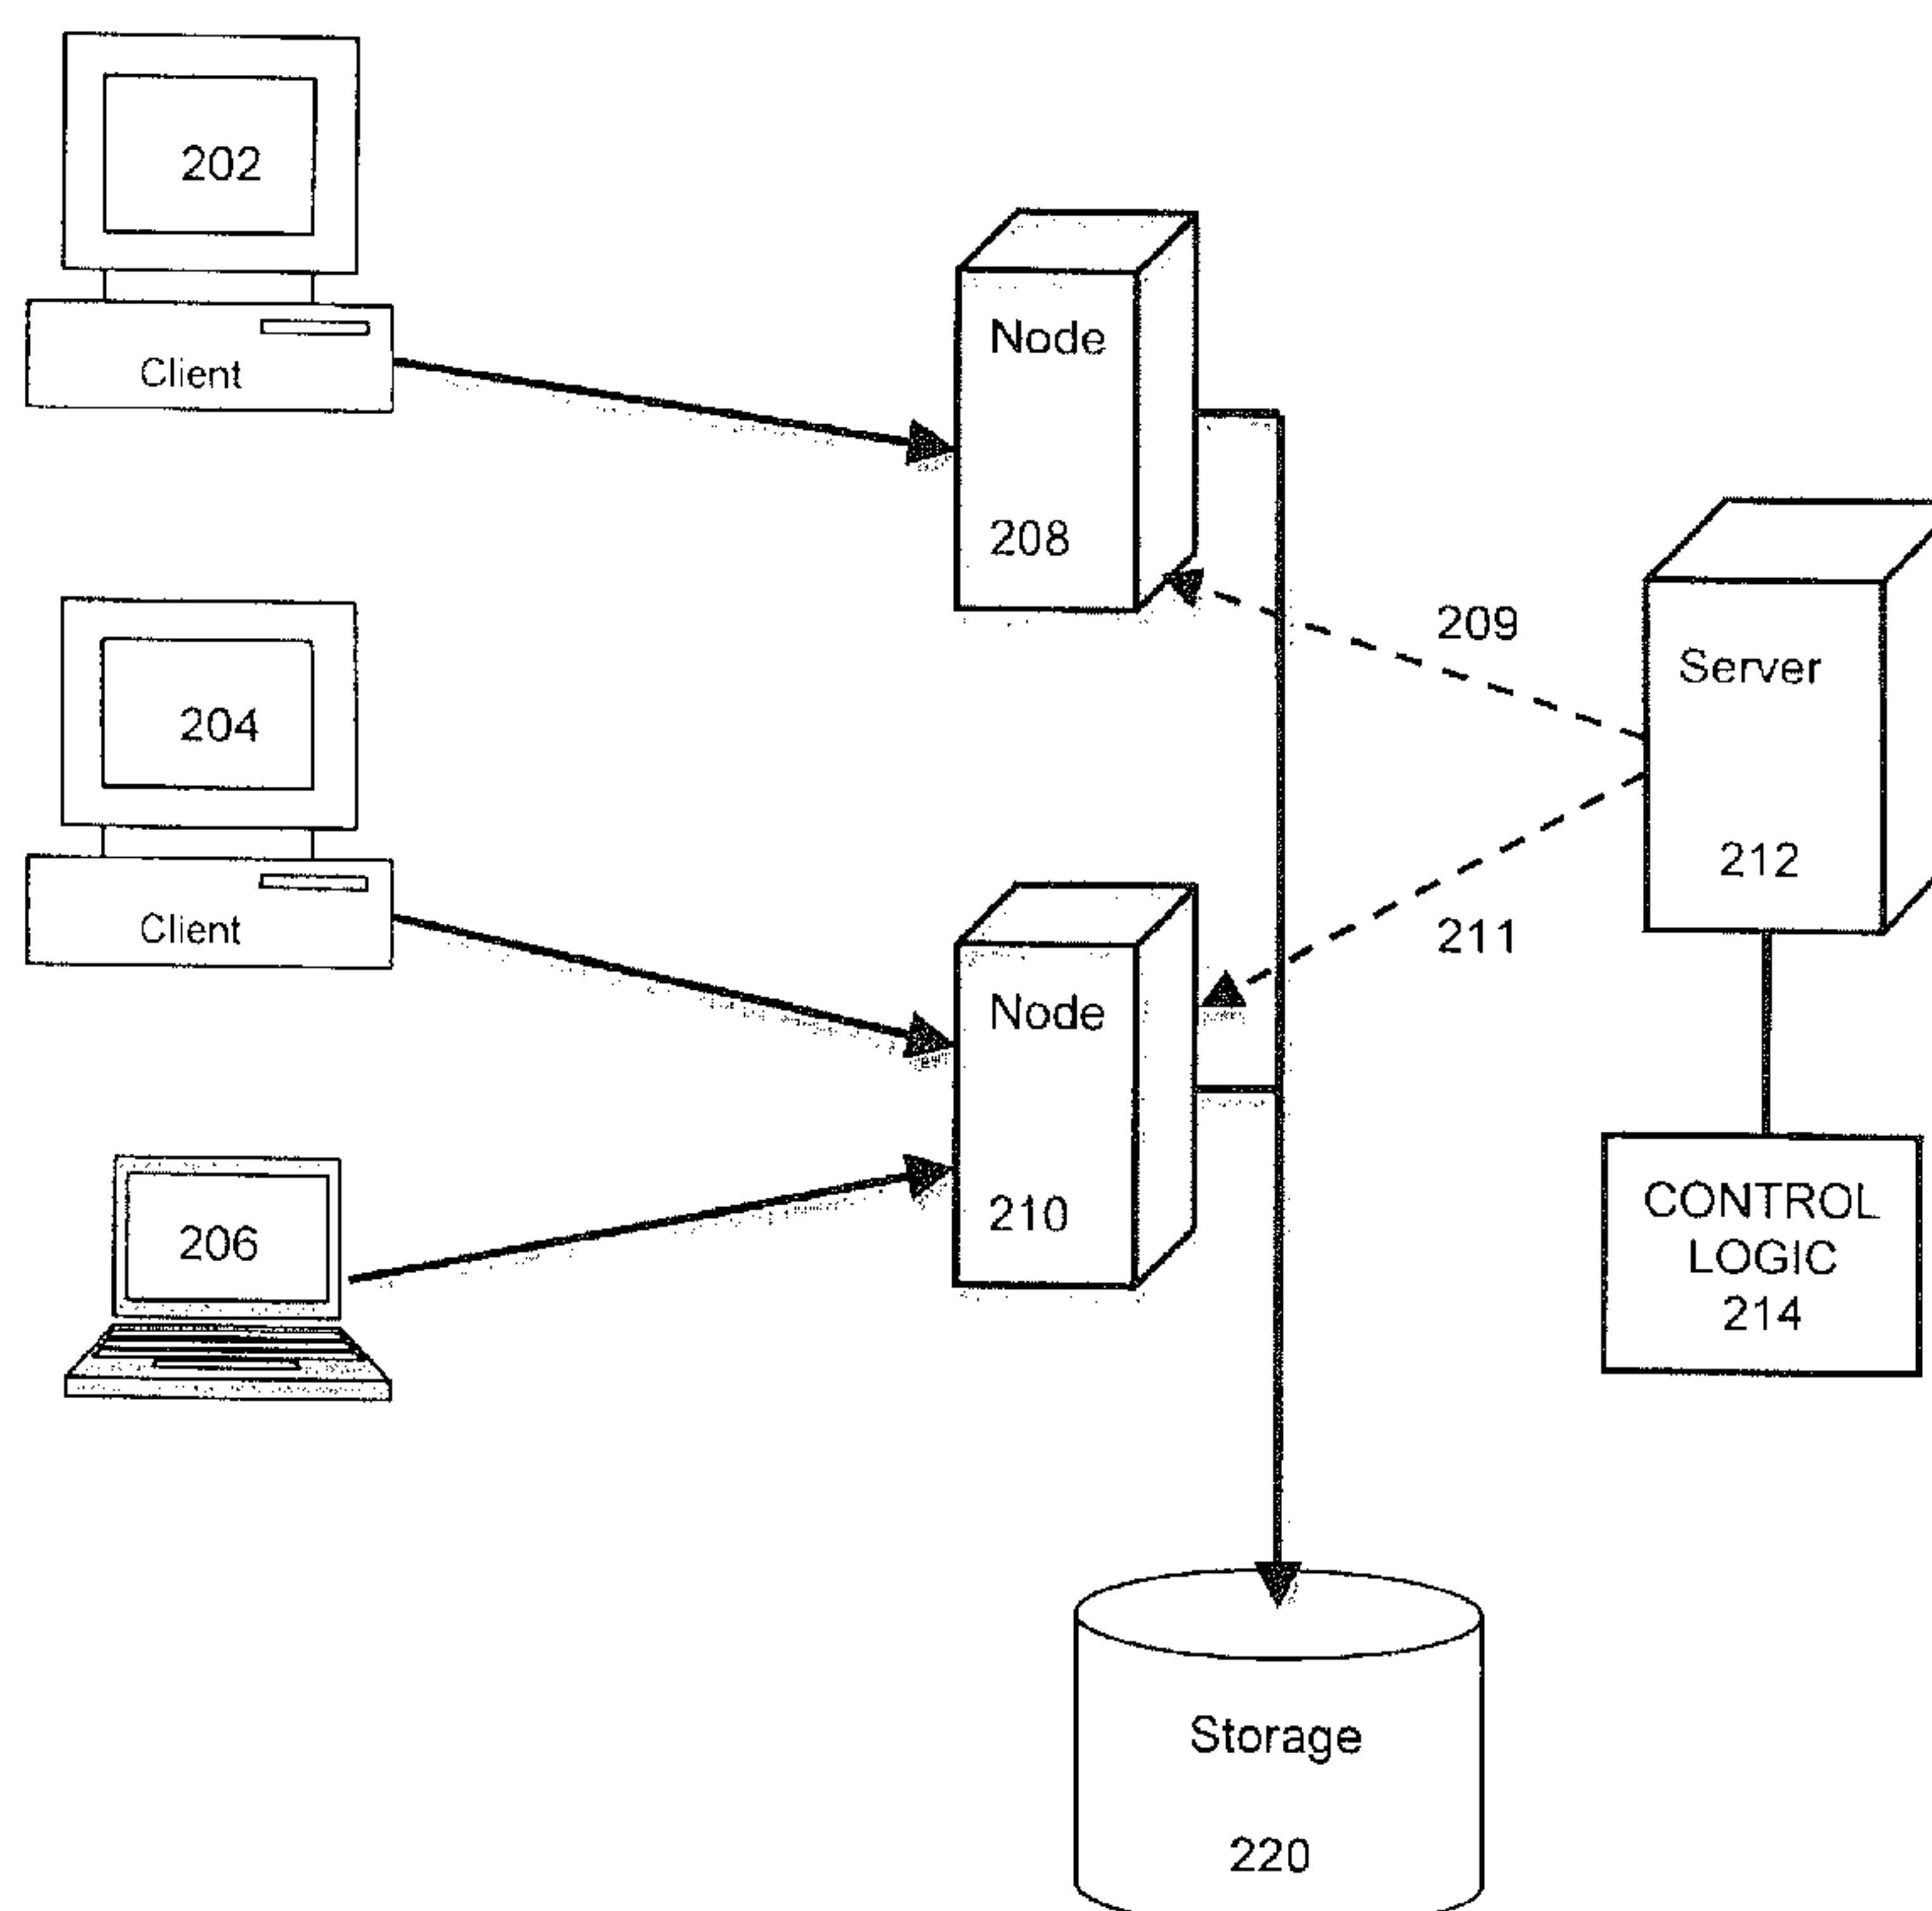 202
Client
Node
208
209
Server
212
204
Client
211
Node
210
206
CONTROL
LOGIC
214
Storage
220